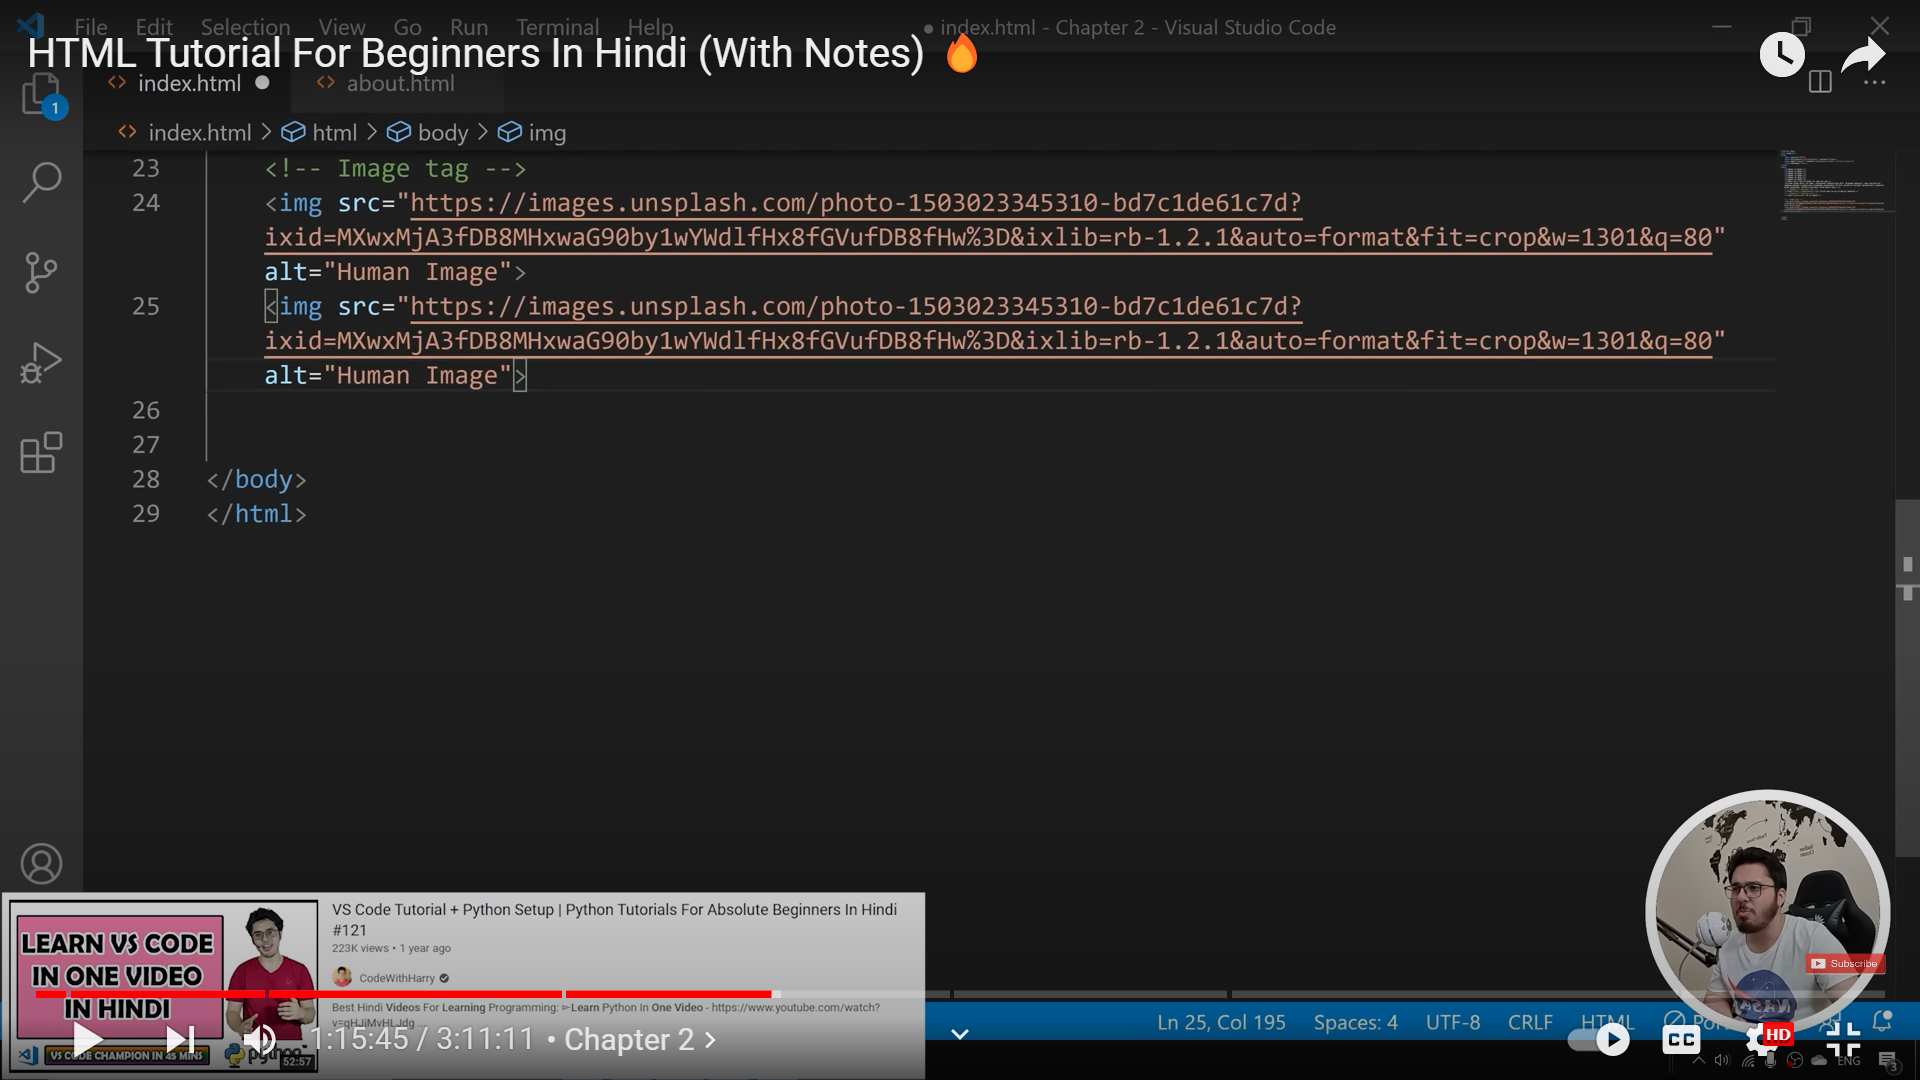 File Edit Selection View Go Run Terminal Help
● index.html - Chapter 2 - Visual Studio Code
HTML Tutorial For Beginners In Hindi (With Notes) 🔥
index.html
about.html
1
index.html > html > body > img
23 <!-- Image tag -->
24 <img src="https://images.unsplash.com/photo-1503023345310-bd7c1de61c7d?
ixid=MXwxMjA3fDB8MHxwaG90by1wYWdlfHx8fGVufDB8fHw%3D&ixlib=rb-1.2.1&auto=format&fit=crop&w=1301&q=80"
alt="Human Image">
25 <img src="https://images.unsplash.com/photo-1503023345310-bd7c1de61c7d?
ixid=MXwxMjA3fDB8MHxwaG90by1wYWdlfHx8fGVufDB8fHw%3D&ixlib=rb-1.2.1&auto=format&fit=crop&w=1301&q=80"
alt="Human Image">
26
27
28 </body>
29 </html>
LEARN VS CODE
IN ONE VIDEO
IN HINDI
VS CODE CHAMPION IN 45 MINS
python
52:57
VS Code Tutorial + Python Setup | Python Tutorials For Absolute Beginners In Hindi
#121
223K views • 1 year ago
CodeWithHarry
Best Hindi Videos For Learning Programming: ►Learn Python In One Video - https://www.youtube.com/watch?
Subscribe
NASA
1:15:45 / 3:11:11 • Chapter 2 >
Ln 25, Col 195 Spaces: 4 UTF-8 CRLF HTML
CC
HD
ENG
3